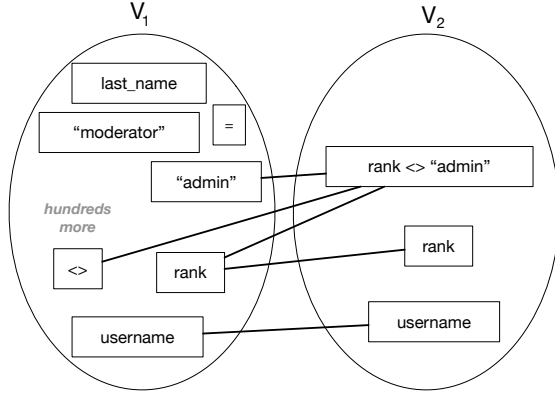 V1
V2
last_name
=
“moderator”
“admin”
rank <> “admin”
hundreds
more
<>
rank
rank
username
username